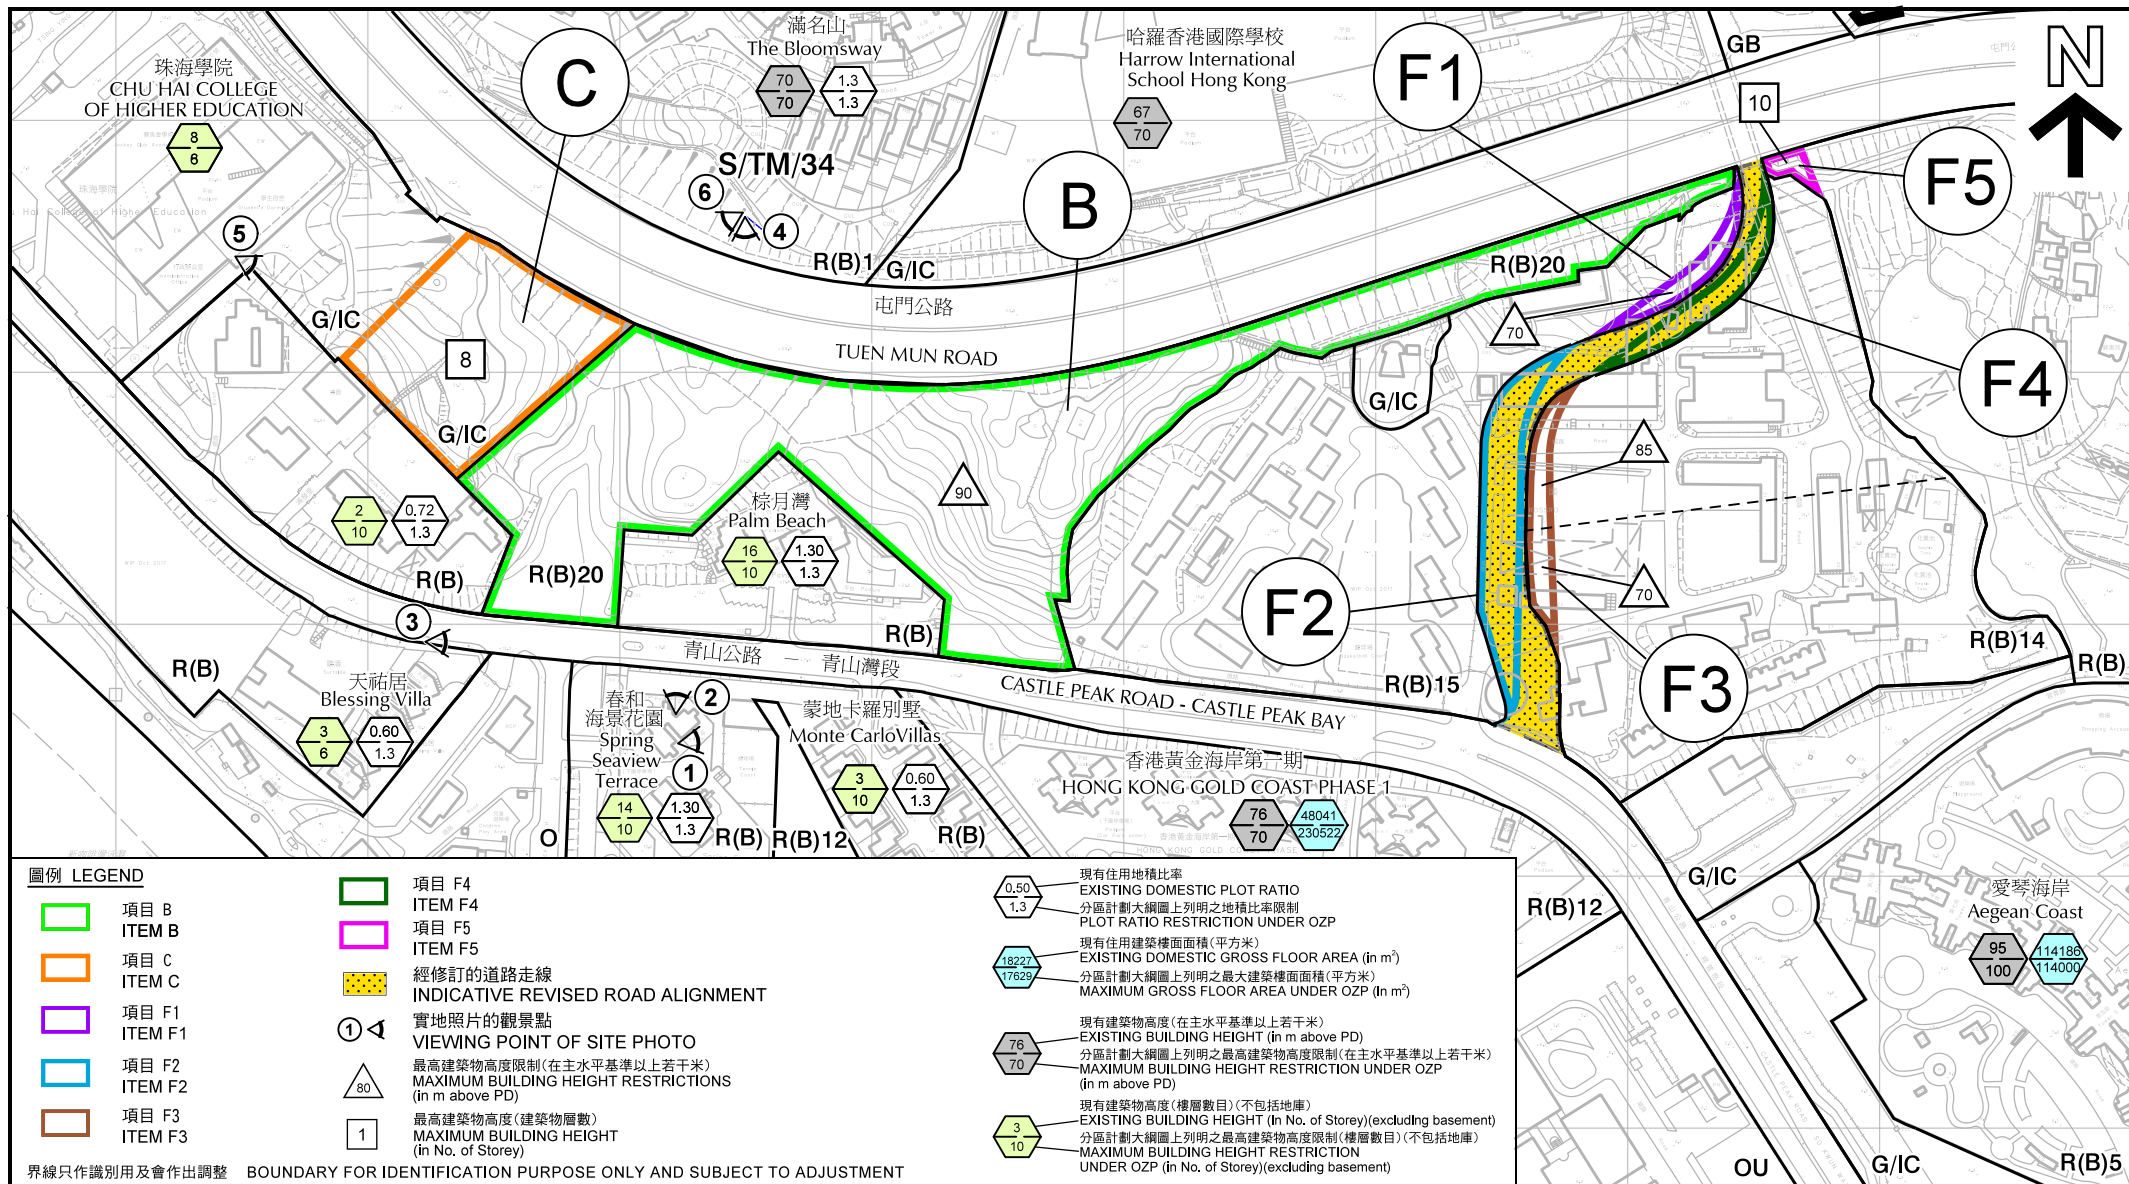 珠海學院
CHU HAI COLLEGE
OF HIGHER EDUCATION
8
8
C
滿名山
The Bloomsway
70
70
1.3
1.3
哈羅香港國際學校
Harrow International
School Hong Kong
67
70
F1
GB
10
N
F5
S/TM/34
6
4
B
5
R(B)1
G/IC
屯門公路
TUEN MUN ROAD
R(B)20
70
F4
G/IC
8
G/IC
G/IC
85
90
棕月灣
Palm Beach
16
10
1.30
1.3
2
10
0.72
1.3
R(B)
R(B)20
F2
70
F3
R(B)14
R(B)
3
R(B)
R(B)
青山公路 — 青山灣段
CASTLE PEAK ROAD - CASTLE PEAK BAY
R(B)15
天祐居
Blessing Villa
3
6
0.60
1.3
春和
海景花園
Spring
Seaview
Terrace
14
10
1.30
1.3
2
1
蒙地卡羅別墅
Monte CarloVillas
3
10
0.60
1.3
香港黃金海岸第一期
HONG KONG GOLD COAST PHASE 1
76
70
48041
230522
O
R(B)
R(B)12
R(B)
G/IC
R(B)12
愛琴海岸
Aegean Coast
95
100
114186
114000
OU
G/IC
R(B)5
圖例 LEGEND
項目 B
ITEM B
項目 C
ITEM C
項目 F1
ITEM F1
項目 F2
ITEM F2
項目 F3
ITEM F3
項目 F4
ITEM F4
項目 F5
ITEM F5
經修訂的道路走線
INDICATIVE REVISED ROAD ALIGNMENT
1
實地照片的觀景點
VIEWING POINT OF SITE PHOTO
80
最高建築物高度限制(在主水平基準以上若干米)
MAXIMUM BUILDING HEIGHT RESTRICTIONS
(in m above PD)
1
最高建築物高度(建築物層數)
MAXIMUM BUILDING HEIGHT
(in No. of Storey)
0.50
1.3
現有住用地積比率
EXISTING DOMESTIC PLOT RATIO
分區計劃大綱圖上列明之地積比率限制
PLOT RATIO RESTRICTION UNDER OZP
18227
17629
現有住用建築樓面面積(平方米)
EXISTING DOMESTIC GROSS FLOOR AREA (in m²)
分區計劃大綱圖上列明之最大建築樓面面積(平方米)
MAXIMUM GROSS FLOOR AREA UNDER OZP (in m²)
76
70
現有建築物高度(在主水平基準以上若干米)
EXISTING BUILDING HEIGHT (in m above PD)
分區計劃大綱圖上列明之最高建築物高度限制(在主水平基準以上若干米)
MAXIMUM BUILDING HEIGHT RESTRICTION UNDER OZP
(in m above PD)
3
10
現有建築物高度(樓層數目)(不包括地庫)
EXISTING BUILDING HEIGHT (in No. of Storey)(excluding basement)
分區計劃大綱圖上列明之最高建築物高度限制(樓層數目)(不包括地庫)
MAXIMUM BUILDING HEIGHT RESTRICTION
UNDER OZP (in No. of Storey)(excluding basement)
界線只作識別用及會作出調整 BOUNDARY FOR IDENTIFICATION PURPOSE ONLY AND SUBJECT TO ADJUSTMENT